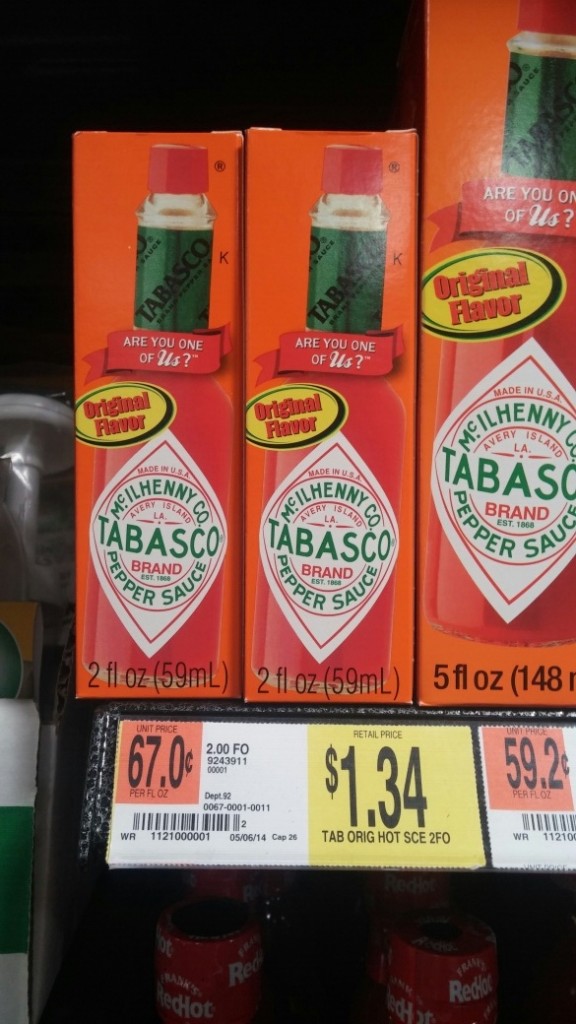 ®
TABASCO
K
ARE YOU ONE
OF Us?™
Original
Flavor
MADE IN U.S.A.
McILHENNY CO.
AVERY ISLAND
LA.
TABASCO®
BRAND
EST. 1868
PEPPER SAUCE
2 fl oz (59mL)
®
TABASCO
K
ARE YOU ONE
OF Us?™
Original
Flavor
MADE IN U.S.A.
McILHENNY CO.
AVERY ISLAND
LA.
TABASCO®
BRAND
EST. 1868
PEPPER SAUCE
2 fl oz (59mL)
TABASCO
ARE YOU ON
OF Us?
Original
Flavor
MADE IN U.S.A.
McILHENNY CO.
AVERY ISLAND
LA.
TABASC
BRAND
EST. 1868
PEPPER SAUCE
5 fl oz (148 m
UNIT PRICE
67.0¢
PER FL OZ
2.00 FO
9243911
00001
Dept.92
0067-0001-0011
2
WR 1121000001 05/06/14 Cap 26
RETAIL PRICE
$1.34
TAB ORIG HOT SCE 2FO
UNIT PRICE
59.2¢
PER FL OZ
WR 11210
FRANK'S
RedHot
FRANK'S
RedHot